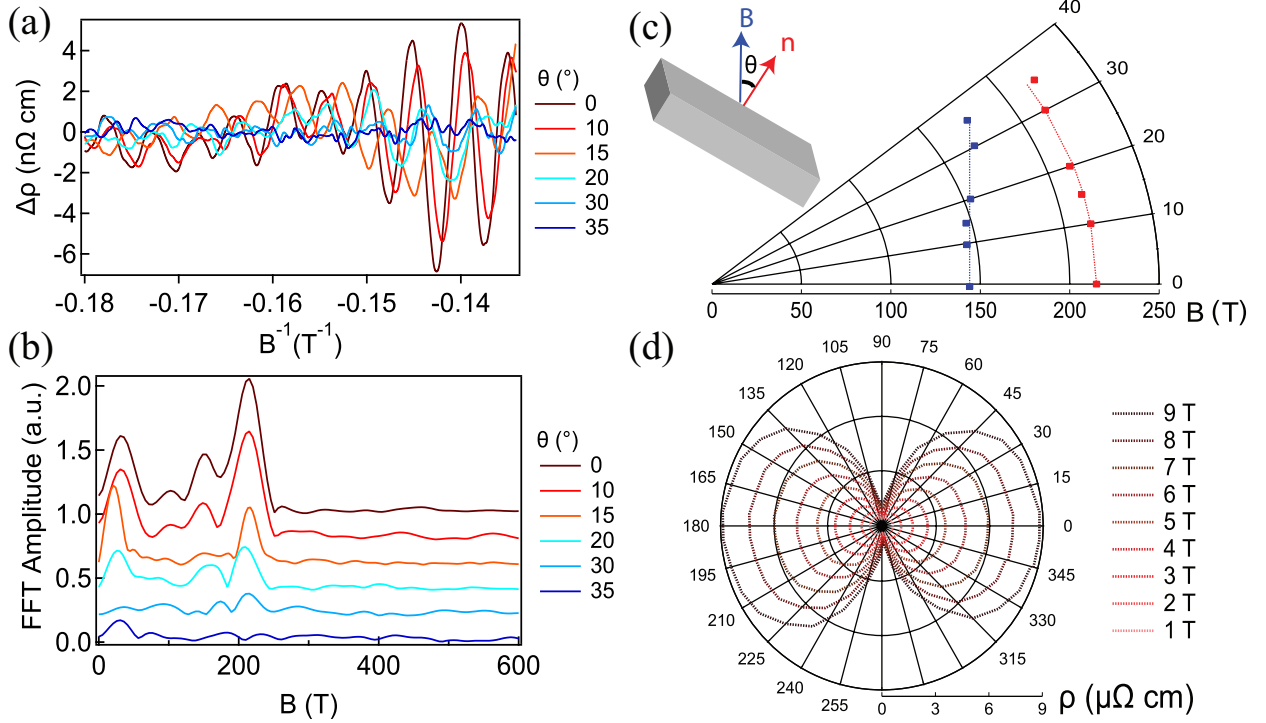 (a)
Δρ (nΩ cm)
4
2
0
-2
-4
-6
-0.18
-0.17
-0.16
-0.15
-0.14
B⁻¹(T⁻¹)
θ (°)
0
10
15
20
30
35
(b)
FFT Amplitude (a.u.)
2.0
1.5
1.0
0.5
0.0
0
200
400
600
B (T)
θ (°)
0
10
15
20
30
35
(c)
B
n
θ
40
30
20
10
0
0
50
100
150
200
250
B (T)
(d)
90
105
75
120
60
135
45
150
30
165
15
180
0
195
345
210
330
225
315
240
255
0
3
6
9
ρ (μΩ cm)
9 T
8 T
7 T
6 T
5 T
4 T
3 T
2 T
1 T